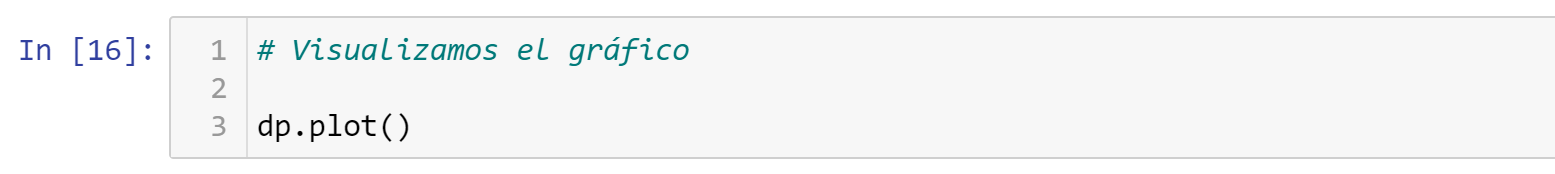 In [16]:
1 # Visualizamos el gráfico
2
3 dp.plot()